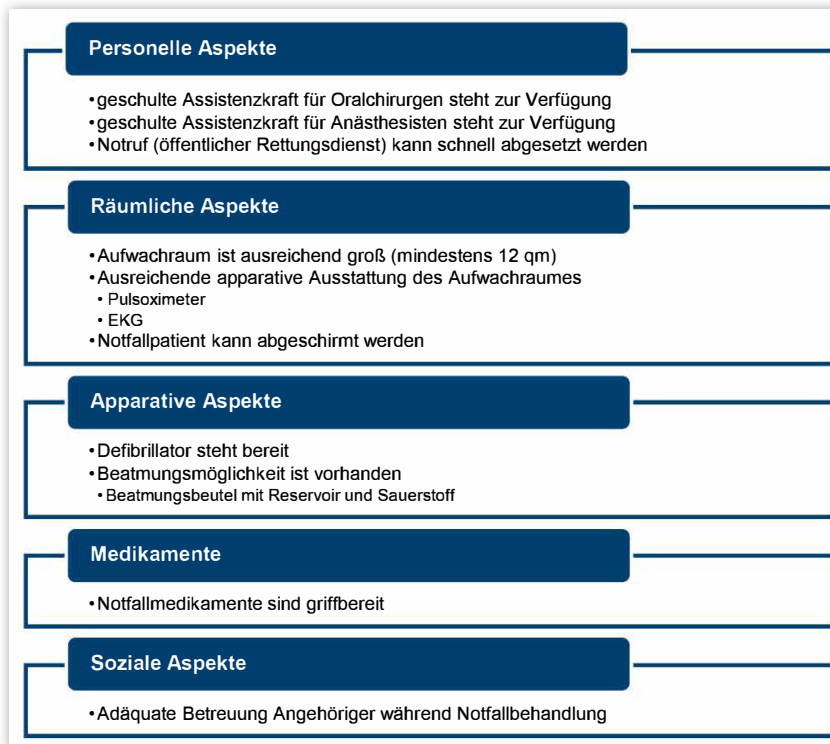 Personelle Aspekte
•geschulte Assistenzkraft für Oralchirurgen steht zur Verfügung
•geschulte Assistenzkraft für Anästhesisten steht zur Verfügung
•Notruf (öffentlicher Rettungsdienst) kann schnell abgesetzt werden
Räumliche Aspekte
•Aufwachraum ist ausreichend groß (mindestens 12 qm)
•Ausreichende apparative Ausstattung des Aufwachraumes
• Pulsoximeter
• EKG
•Notfallpatient kann abgeschirmt werden
Apparative Aspekte
•Defibrillator steht bereit
•Beatmungsmöglichkeit ist vorhanden
• Beatmungsbeutel mit Reservoir und Sauerstoff
Medikamente
•Notfallmedikamente sind griffbereit
Soziale Aspekte
•Adäquate Betreuung Angehöriger während Notfallbehandlung